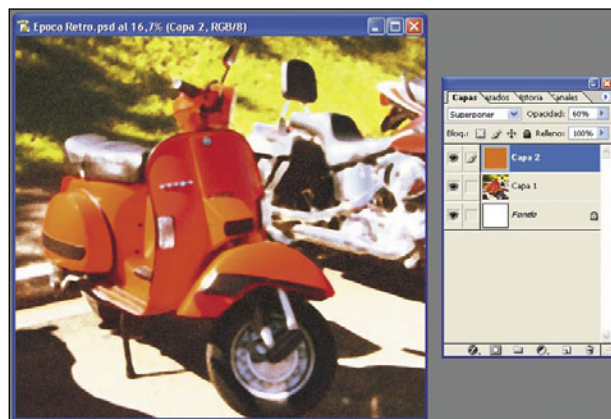 Epoca Retro.psd al 16,7% (Capa 2, RGB/8)
Capas
Canales
Superponer Opacidad: 60%
Bloq.: Relleno: 100%
Capa 2
Capa 1
Fondo